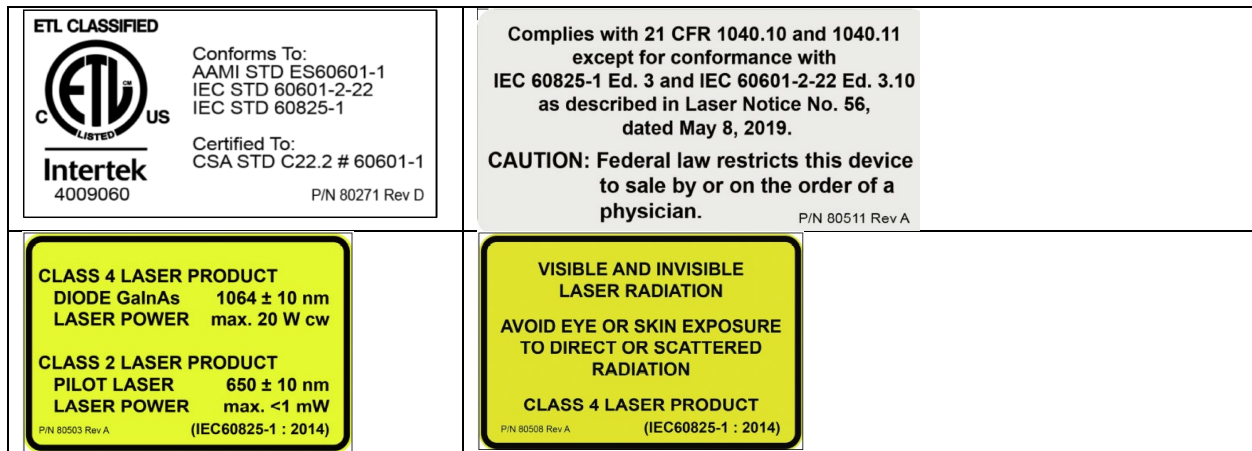 ETL CLASSIFIED
ETL CM
C US
LISTED
Intertek
4009060
Conforms To:
AAMI STD ES60601-1
IEC STD 60601-2-22
IEC STD 60825-1
Certified To:
CSA STD C22.2 # 60601-1
P/N 80271 Rev D
Complies with 21 CFR 1040.10 and 1040.11
except for conformance with
IEC 60825-1 Ed. 3 and IEC 60601-2-22 Ed. 3.10
as described in Laser Notice No. 56,
dated May 8, 2019.
CAUTION: Federal law restricts this device
to sale by or on the order of a
physician.
P/N 80511 Rev A
CLASS 4 LASER PRODUCT
DIODE GaInAs 1064 ± 10 nm
LASER POWER max. 20 W cw
CLASS 2 LASER PRODUCT
PILOT LASER 650 ± 10 nm
LASER POWER max. <1 mW
P/N 80503 Rev A (IEC60825-1 : 2014)
VISIBLE AND INVISIBLE
LASER RADIATION
AVOID EYE OR SKIN EXPOSURE
TO DIRECT OR SCATTERED
RADIATION
CLASS 4 LASER PRODUCT
P/N 80508 Rev A (IEC60825-1 : 2014)